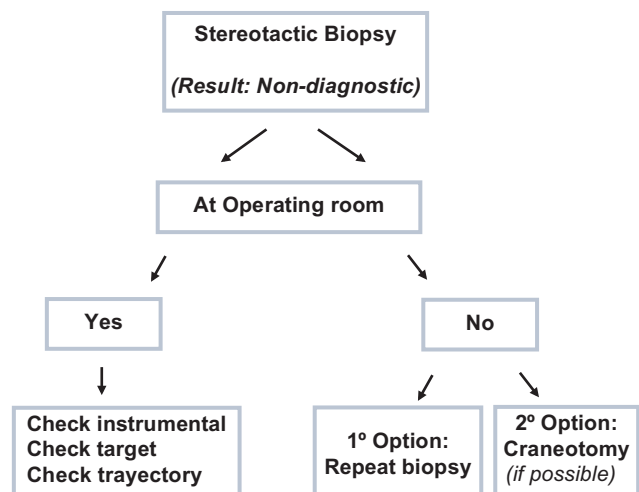 Stereotactic Biopsy
(Result: Non-diagnostic)
At Operating room
Yes
No
Check instrumental
Check target
Check trayectory
1º Option:
Repeat biopsy
2º Option:
Craneotomy
(if possible)